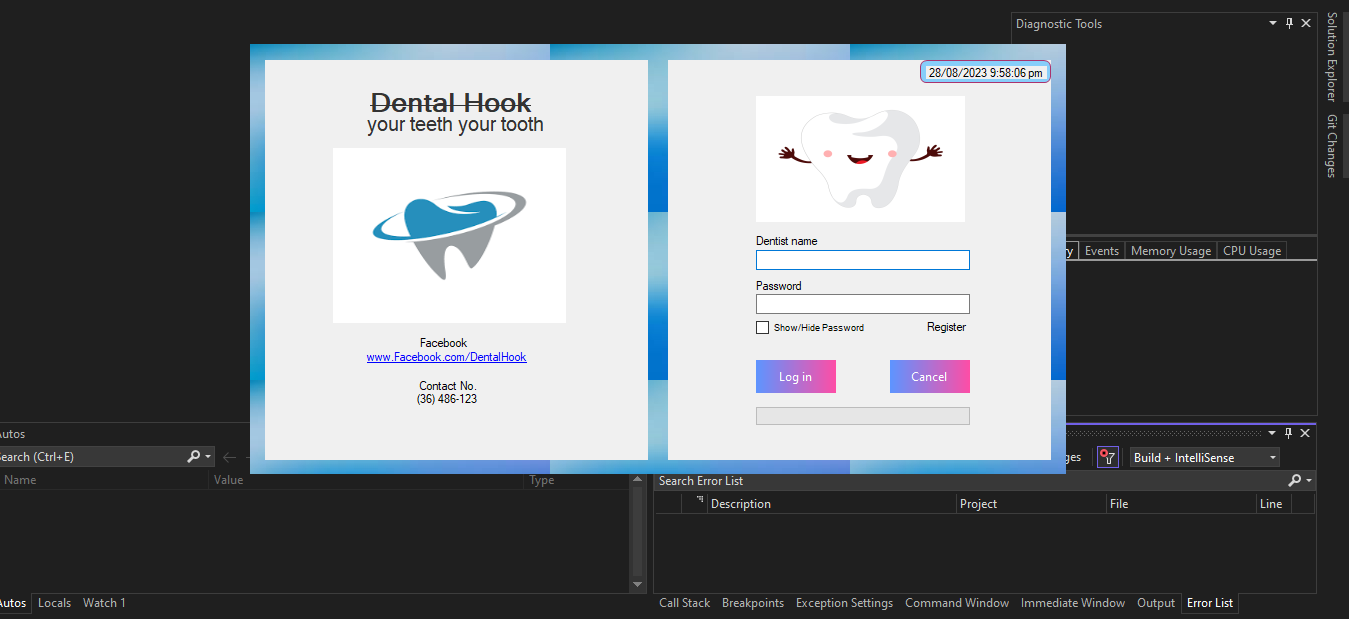 Diagnostic Tools
Solution Explorer
Git Changes
28/08/2023 9:58:06 pm
Dental Hook
your teeth your tooth
Facebook
www.Facebook.com/DentalHook
Contact No.
(36) 486-123
Dentist name
Password
Show/Hide Password
Register
Log in
Cancel
Events
Memory Usage
CPU Usage
Autos
Search (Ctrl+E)
Name
Value
Type
Build + IntelliSense
Search Error List
Description
Project
File
Line
Autos
Locals
Watch 1
Call Stack
Breakpoints
Exception Settings
Command Window
Immediate Window
Output
Error List